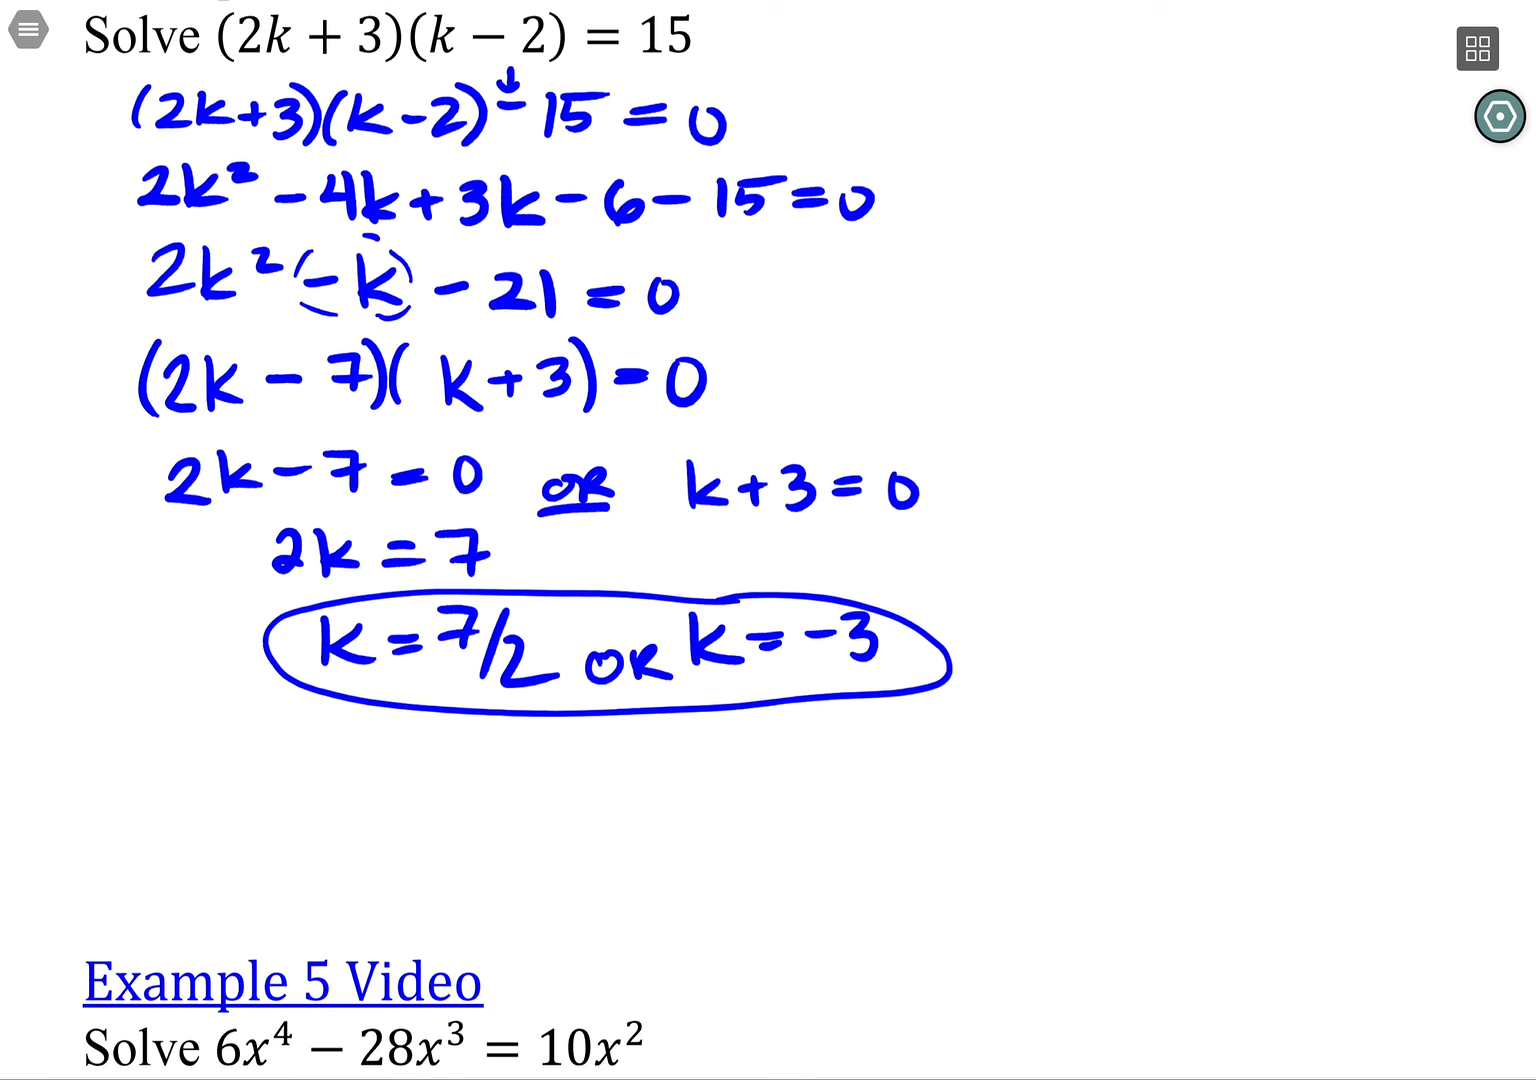 Solve (2k + 3)(k − 2) = 15
(2k+3)(k-2) - 15 = 0
2k² - 4k + 3k - 6 - 15 = 0
2k² (-k) - 21 = 0
(2k - 7)(k+3) = 0
2k - 7 = 0 OR k+3 = 0
2k = 7
k = 7/2 OR k = -3
Example 5 Video
Solve 6x⁴ − 28x³ = 10x²